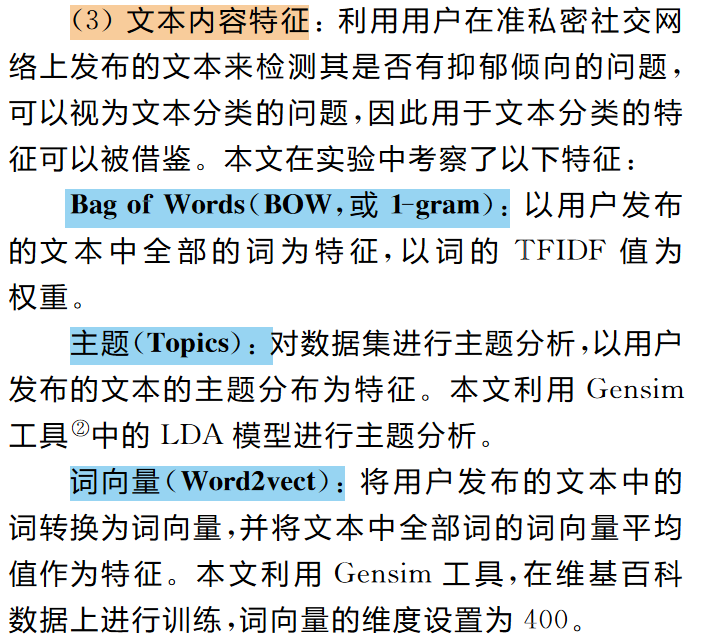 （3）文本内容特征：利用用户在准私密社交网
络上发布的文本来检测其是否有抑郁倾向的问题，
可以视为文本分类的问题，因此用于文本分类的特
征可以被借鉴。本文在实验中考察了以下特征：
Bag of Words（BOW，或 1-gram）：以用户发布
的文本中全部的词为特征，以词的 TFIDF 值为
权重。
主题（Topics）：对数据集进行主题分析，以用户
发布的文本的主题分布为特征。本文利用 Gensim
工具②中的 LDA 模型进行主题分析。
词向量（Word2vect）：将用户发布的文本中的
词转换为词向量，并将文本中全部词的词向量平均
值作为特征。本文利用 Gensim 工具，在维基百科
数据上进行训练，词向量的维度设置为 400。